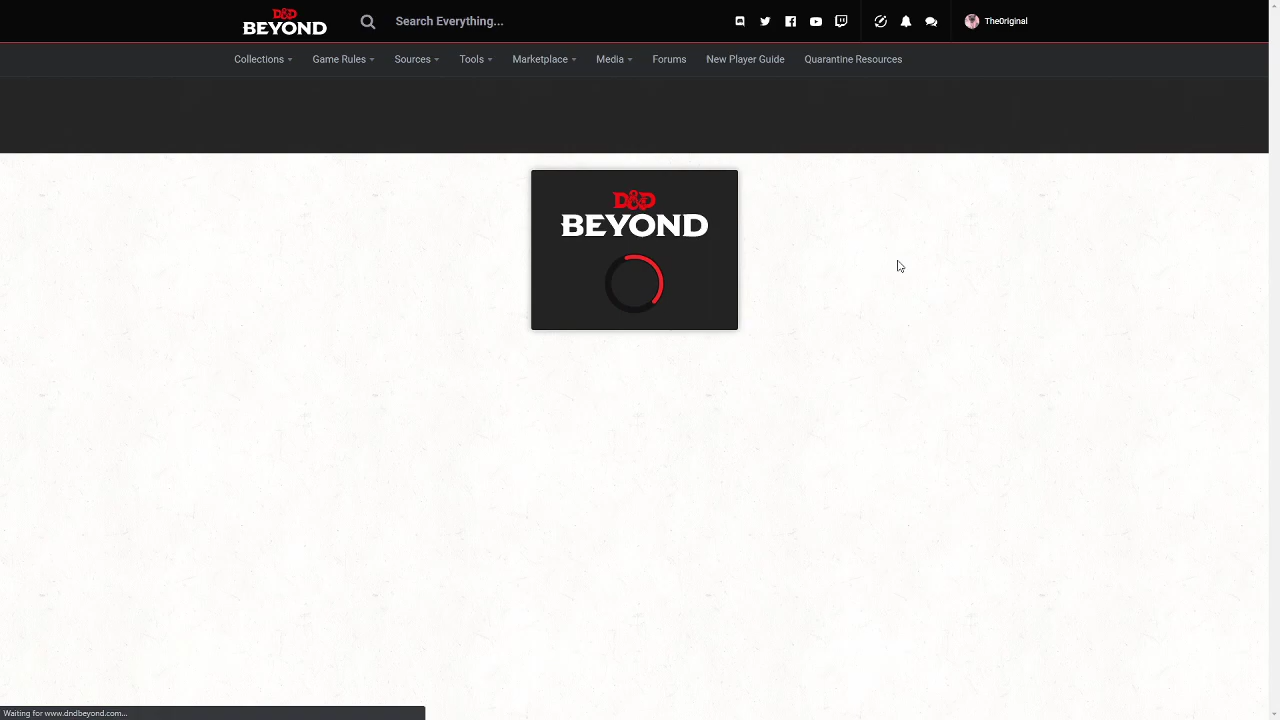 D&D
BEYOND
Search Everything...
TheOriginal
Collections
Game Rules
Sources
Tools
Marketplace
Media
Forums
New Player Guide
Quarantine Resources
D&D
BEYOND
Waiting for www.dndbeyond.com...